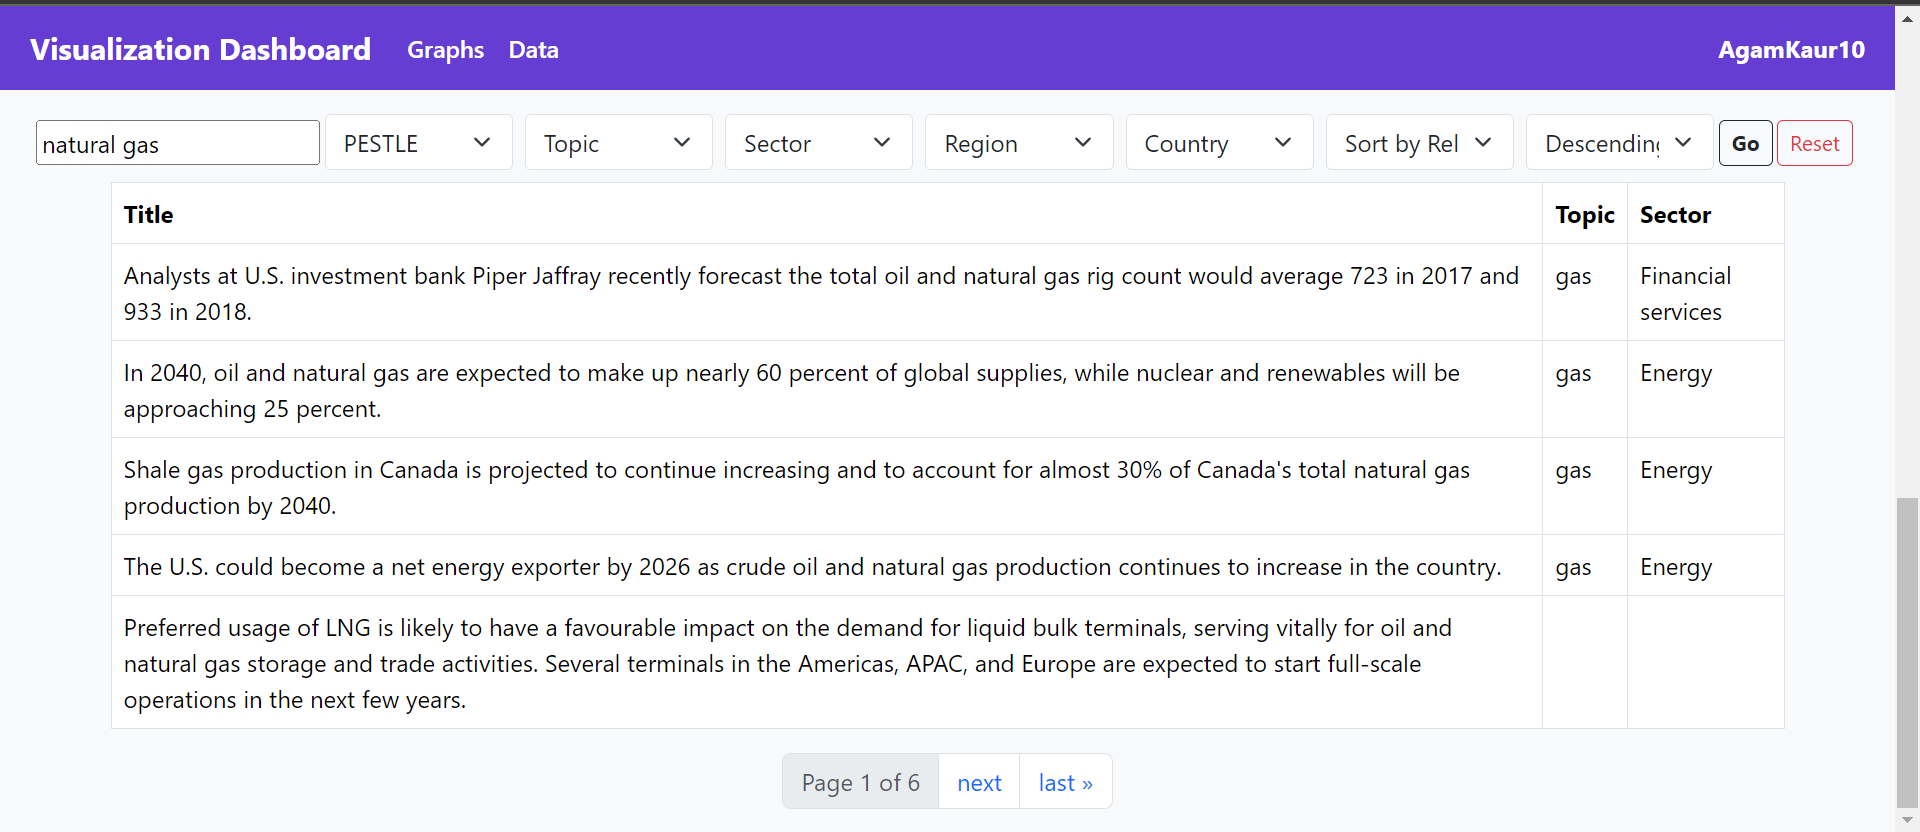 Visualization Dashboard Graphs Data AgamKaur10
natural gas PESTLE Topic Sector Region Country Sort by Rel Descending Go Reset
Title Topic Sector
Analysts at U.S. investment bank Piper Jaffray recently forecast the total oil and natural gas rig count would average 723 in 2017 and gas Financial
933 in 2018. services
In 2040, oil and natural gas are expected to make up nearly 60 percent of global supplies, while nuclear and renewables will be gas Energy
approaching 25 percent.
Shale gas production in Canada is projected to continue increasing and to account for almost 30% of Canada's total natural gas gas Energy
production by 2040.
The U.S. could become a net energy exporter by 2026 as crude oil and natural gas production continues to increase in the country. gas Energy
Preferred usage of LNG is likely to have a favourable impact on the demand for liquid bulk terminals, serving vitally for oil and
natural gas storage and trade activities. Several terminals in the Americas, APAC, and Europe are expected to start full-scale
operations in the next few years.
Page 1 of 6 next last »